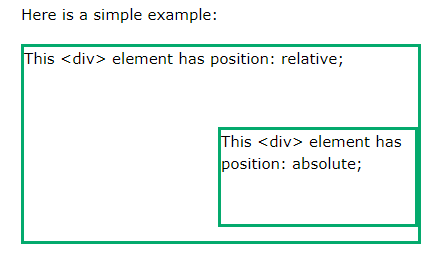 Here is a simple example:
This <div> element has position: relative;
This <div> element has
position: absolute;